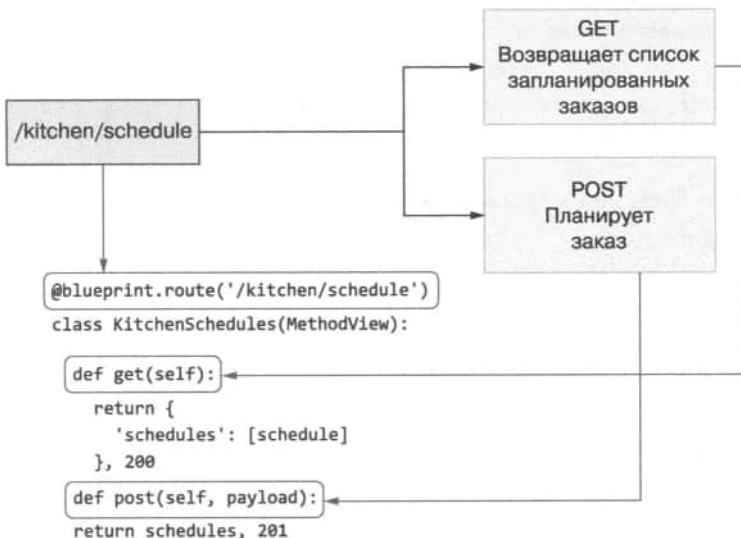 GET
Возвращает список
запланированных
заказов
/kitchen/schedule
POST
Планирует
заказ
@blueprint.route('/kitchen/schedule')
class KitchenSchedules(MethodView):
def get(self):
return {
'schedules': [schedule]
}, 200
def post(self, payload):
return schedules, 201